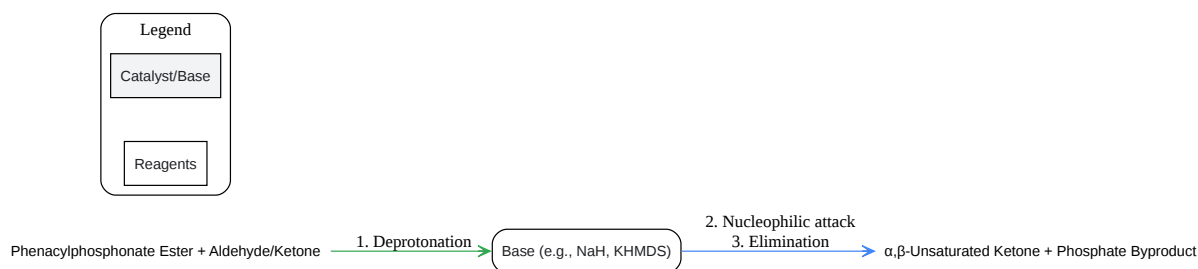 Legend
Catalyst/Base
Reagents
Phenacylphosphonate Ester + Aldehyde/Ketone
1. Deprotonation
Base (e.g., NaH, KHMDS)
2. Nucleophilic attack
3. Elimination
α,β-Unsaturated Ketone + Phosphate Byproduct